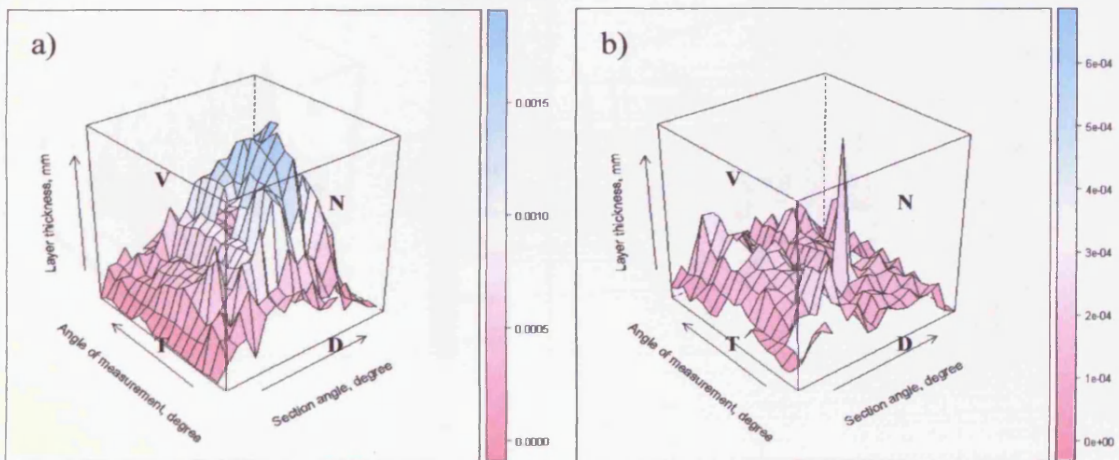 a)
V
N
T
D
Layer thickness, mm
Angle of measurement, degree
Section angle, degree
0.0015
0.0010
0.0005
0.0000
b)
V
N
T
D
Layer thickness, mm
Angle of measurement, degree
Section angle, degree
6e-04
5e-04
4e-04
3e-04
2e-04
1e-04
0e+00